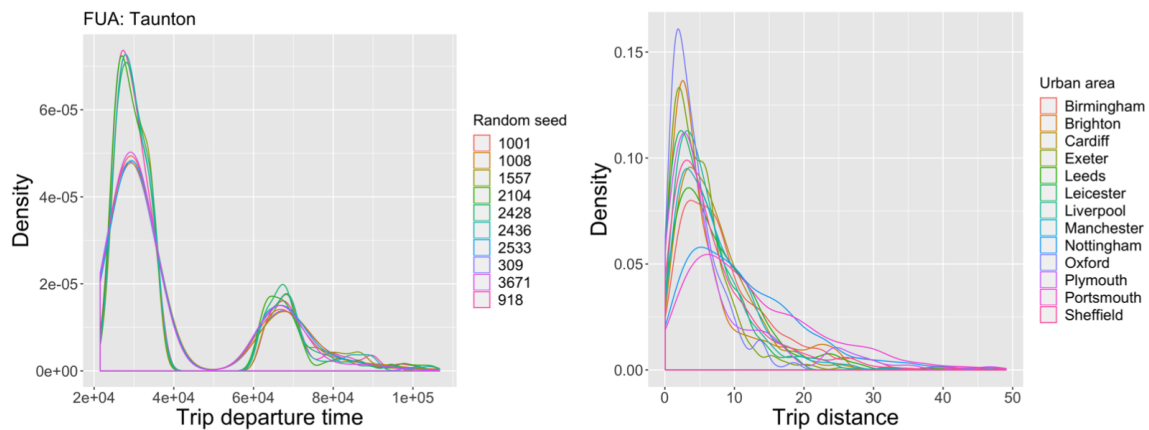 FUA: Taunton
Density
6e-05
4e-05
2e-05
0e+00
2e+04 4e+04 6e+04 8e+04 1e+05
Trip departure time
Random seed
1001
1008
1557
2104
2428
2436
2533
309
3671
918
Density
0.15
0.10
0.05
0.00
0 10 20 30 40 50
Trip distance
Urban area
Birmingham
Brighton
Cardiff
Exeter
Leeds
Leicester
Liverpool
Manchester
Nottingham
Oxford
Plymouth
Portsmouth
Sheffield